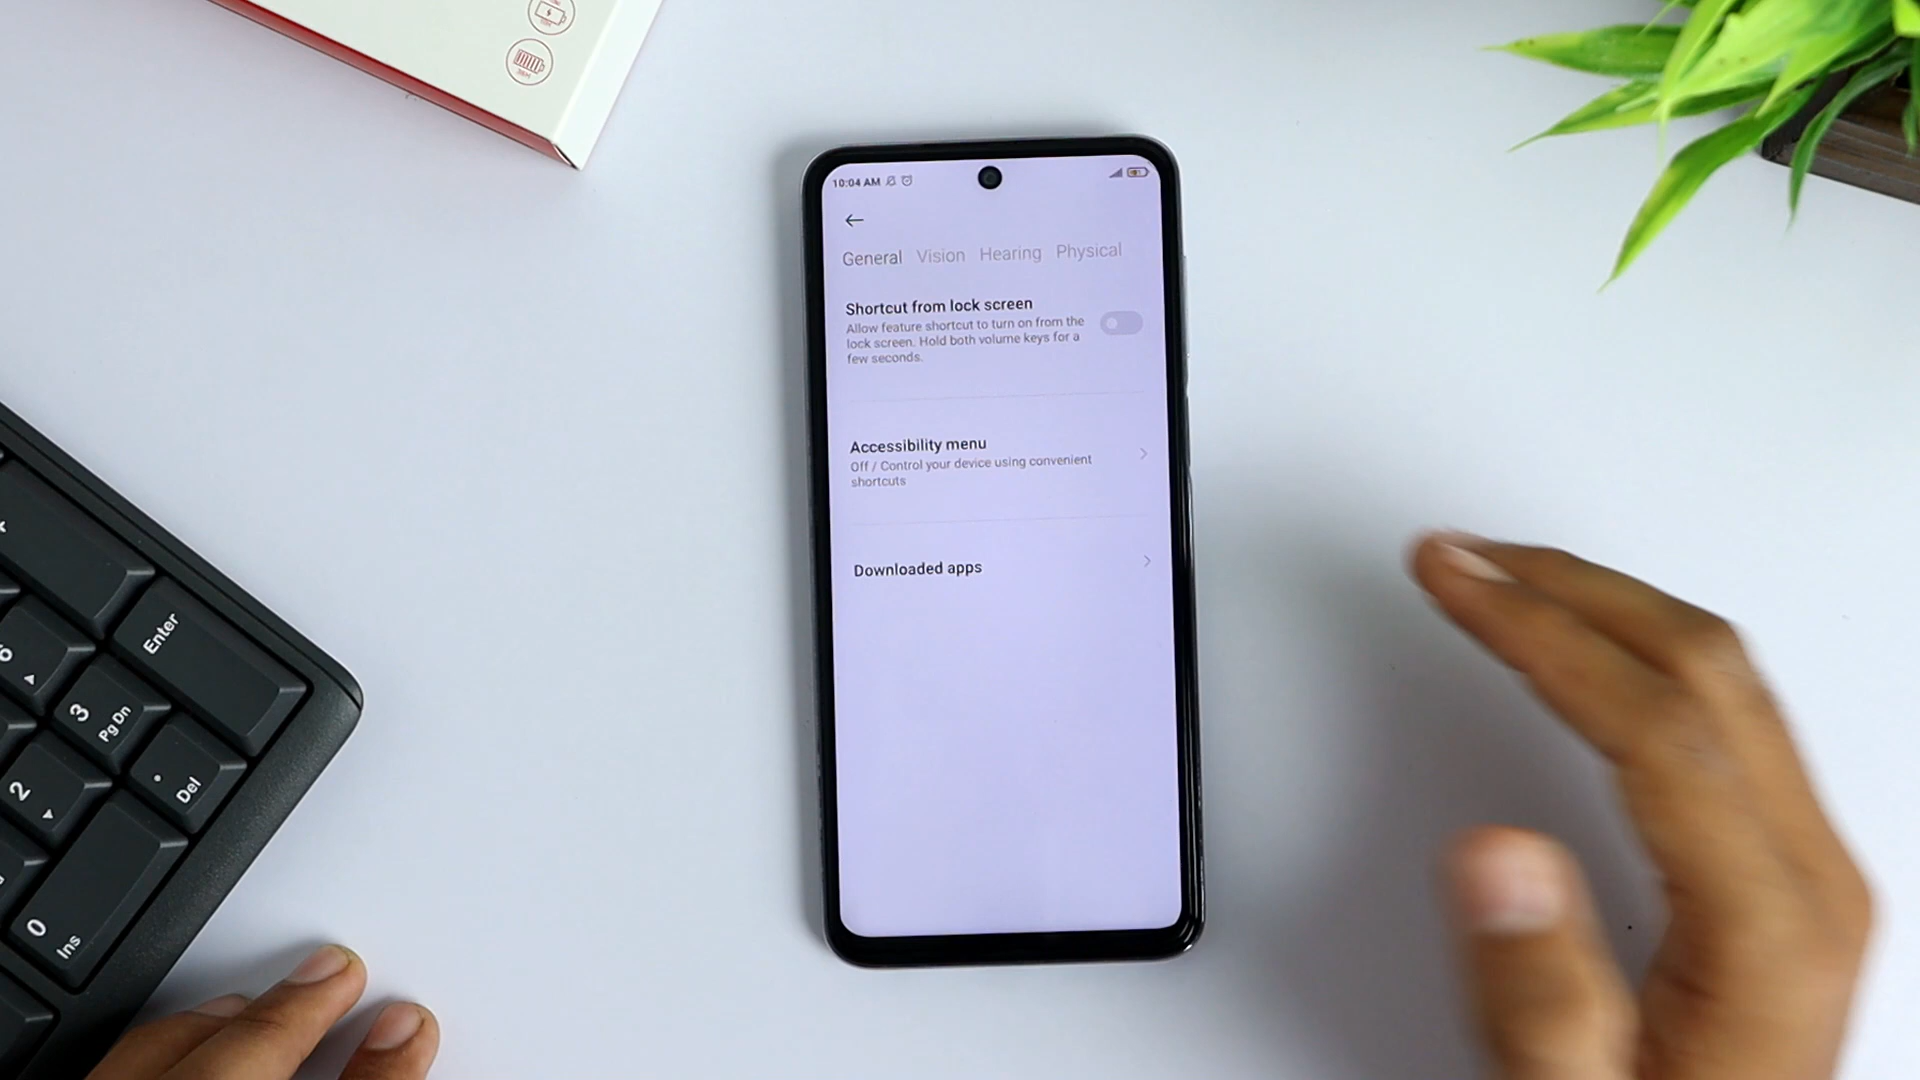 10:04 AM
General Vision Hearing Physical
Shortcut from lock screen
Allow feature shortcut to turn on from the
lock screen. Hold both volume keys for a
few seconds.
Accessibility menu
Off / Control your device using convenient
shortcuts
Downloaded apps
Enter
3
Pg Dn
2
Del
0
Ins